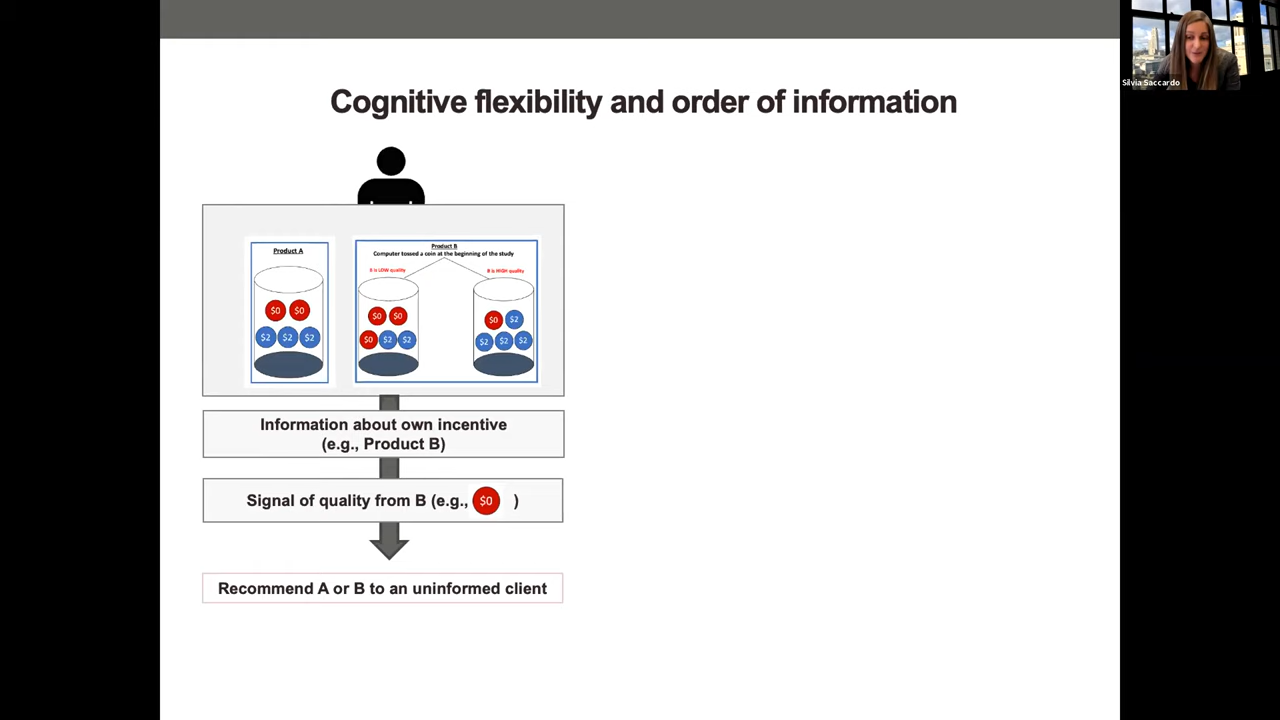 Silvia Saccardo
Cognitive flexibility and order of information
Product A
$0 $0
$2 $2 $2
Product B
Computer tossed a coin at the beginning of the study
B is LOW quality
B is HIGH quality
$0 $0
$0 $2 $2
$0 $2
$2 $2 $2
Information about own incentive
(e.g., Product B)
Signal of quality from B (e.g., $0 )
Recommend A or B to an uninformed client